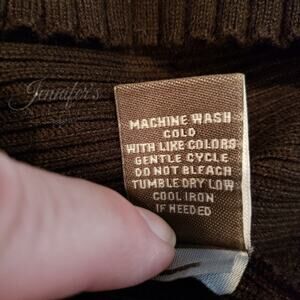 Jennifer's
MACHINE WASH
COLD
WITH LIKE COLORS
GENTLE CYCLE
DO NOT BLEACH
TUMBLE DRY LOW
COOL IRON
IF NEEDED